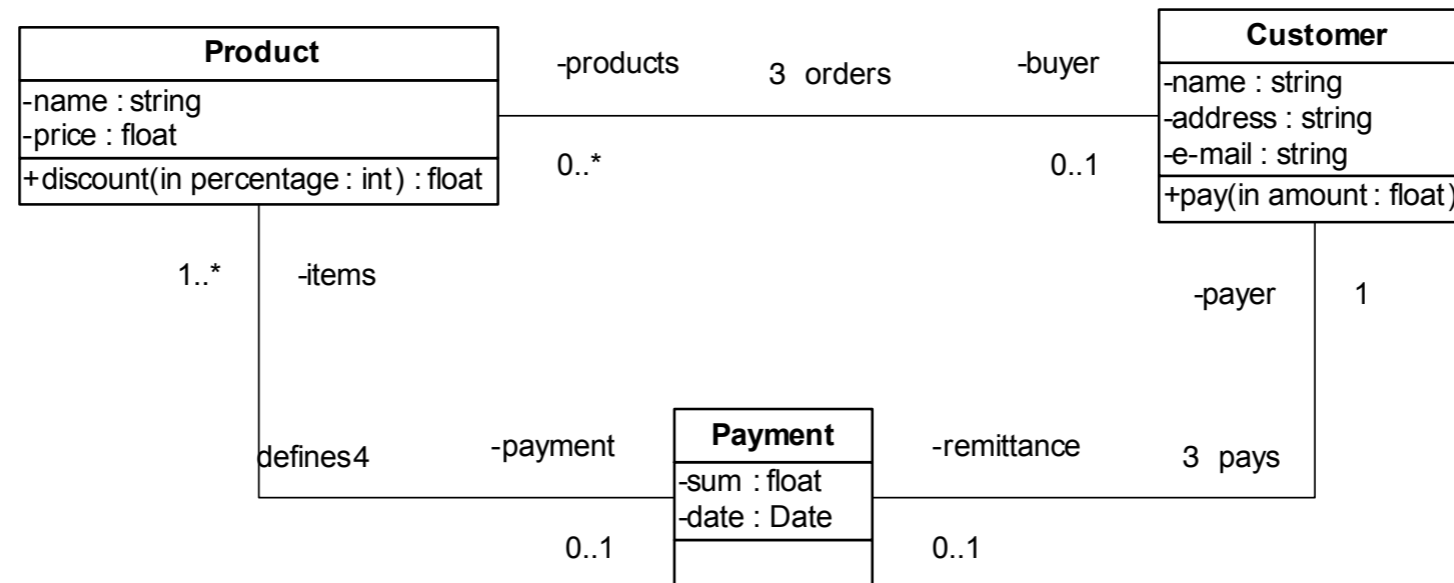 Product
-name : string
-price : float
+discount(in percentage : int) : float
-products
3 orders
-buyer
0..*
0..1
Customer
-name : string
-address : string
-e-mail : string
+pay(in amount : float)
1..*
-items
-payer
1
defines4
-payment
Payment
-sum : float
-date : Date
-remittance
3 pays
0..1
0..1